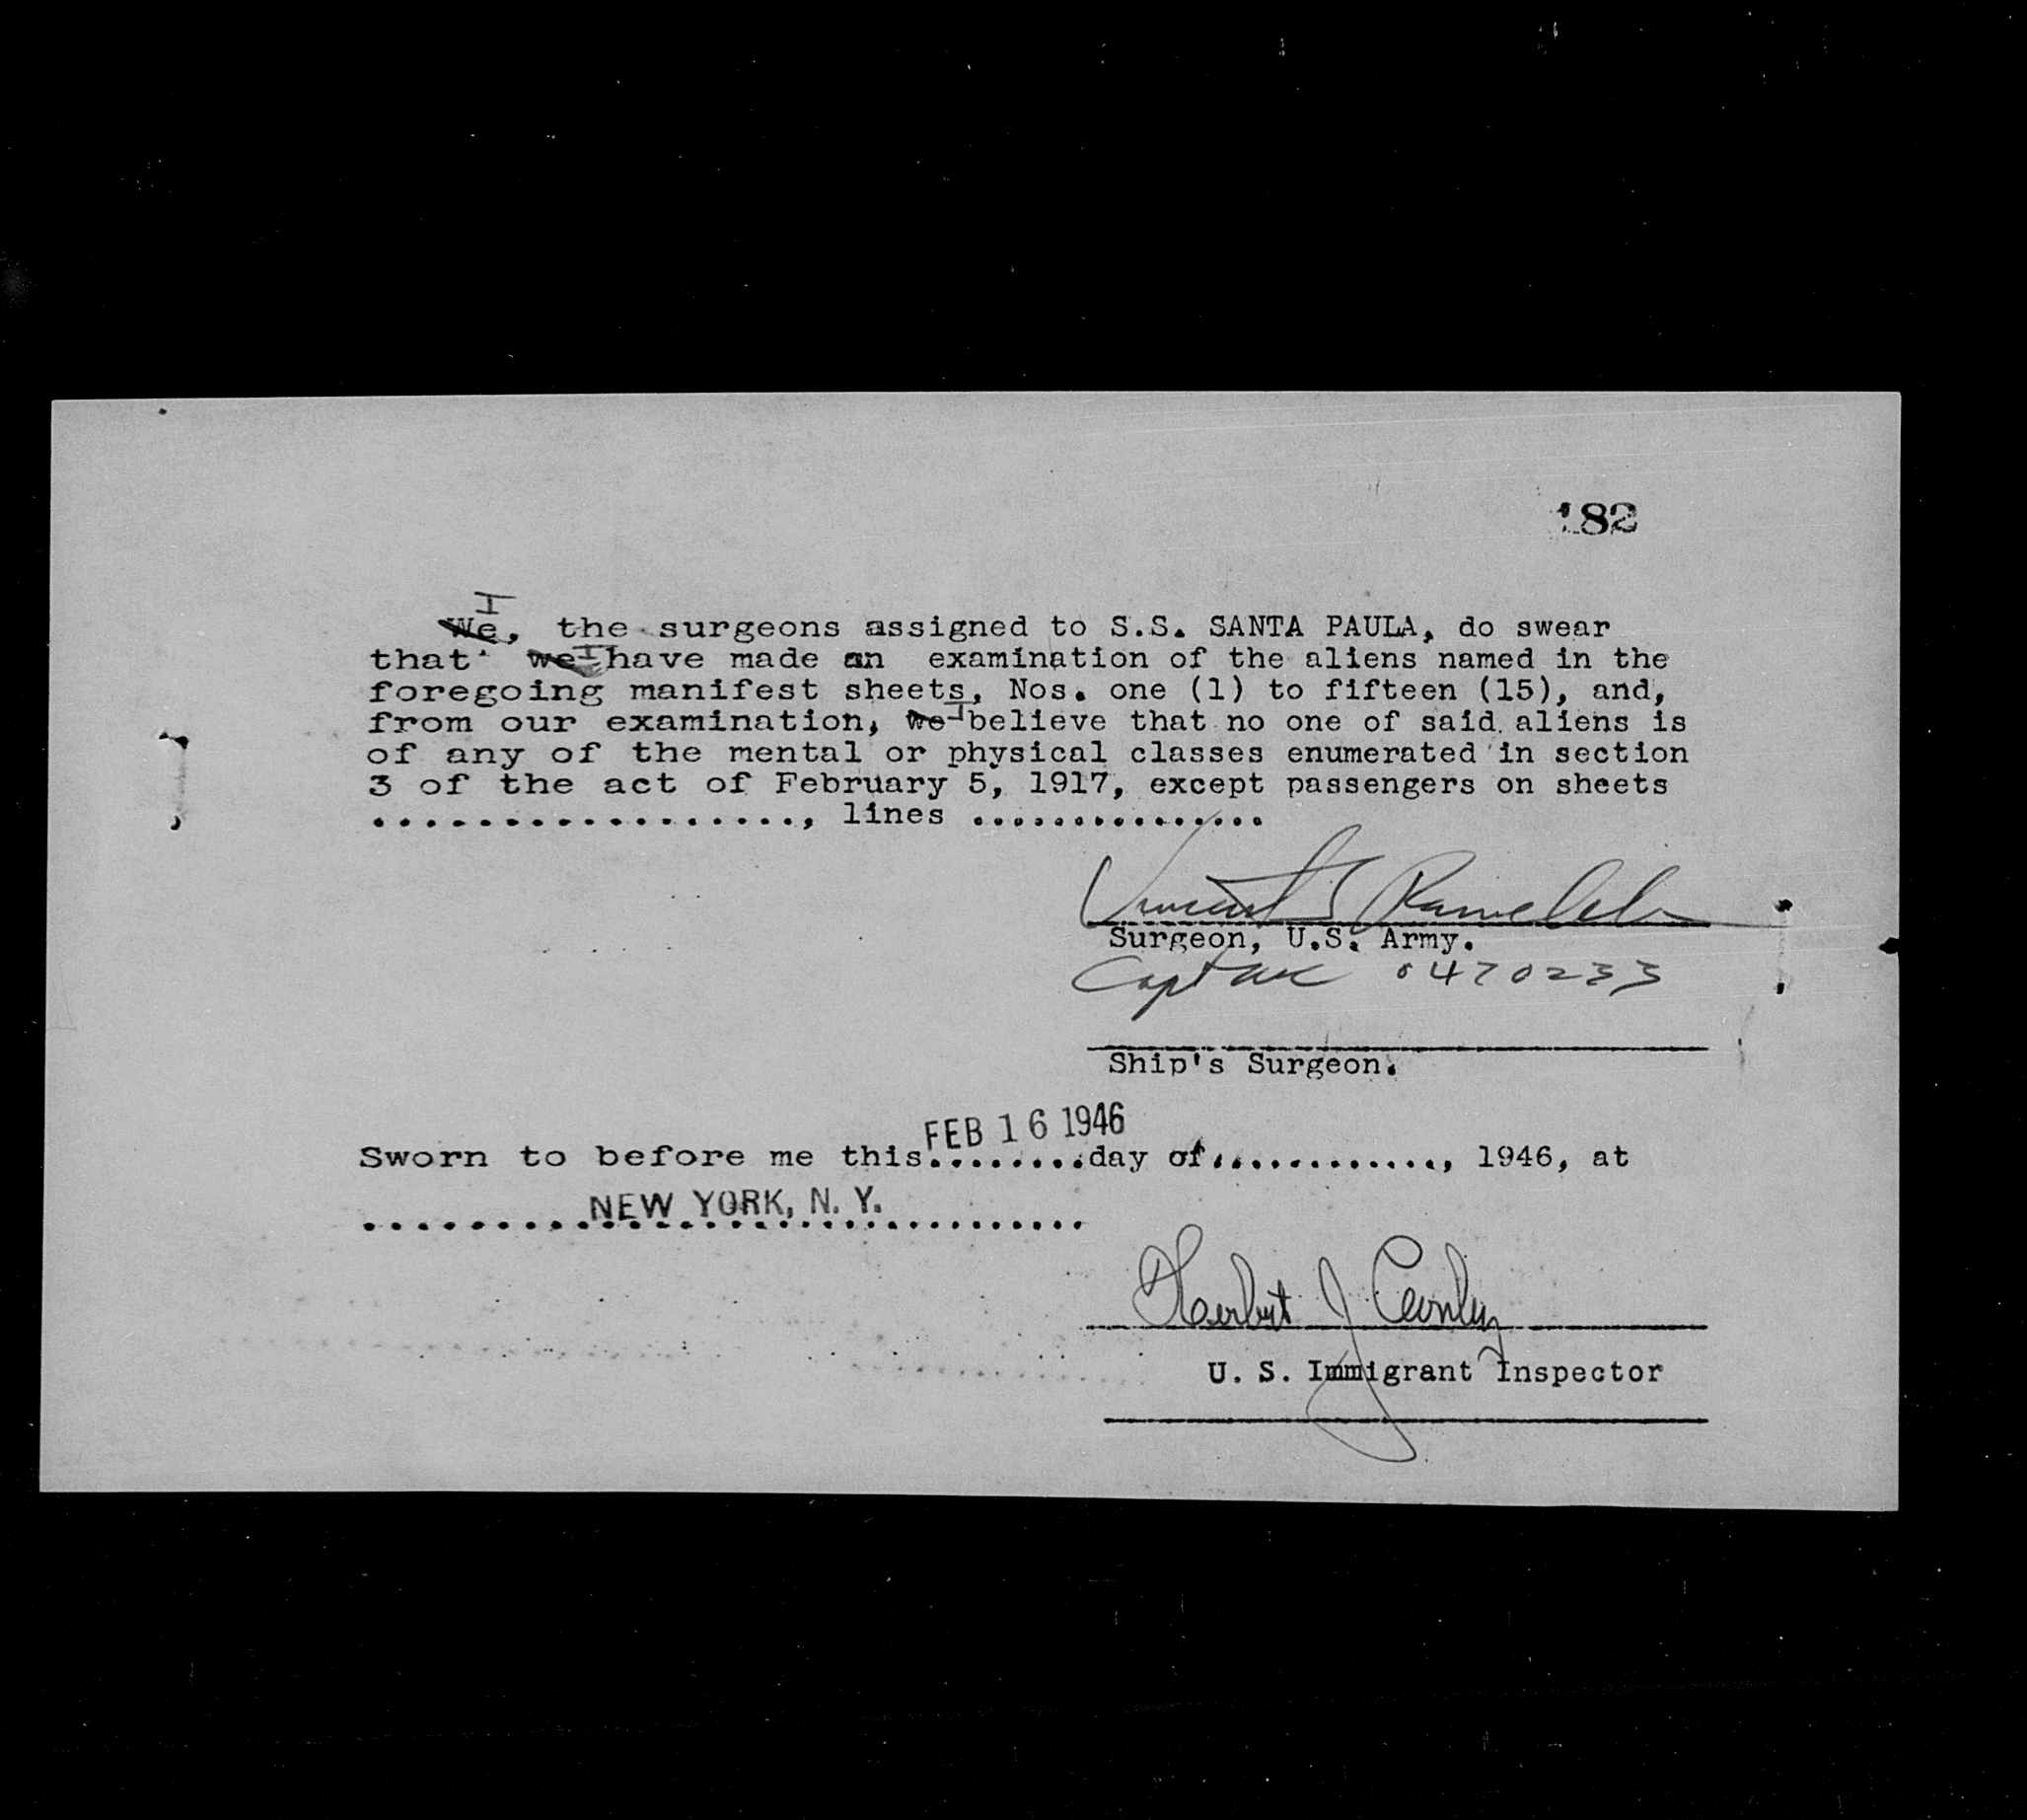 182
I
We, the surgeons assigned to S.S. SANTA PAULA, do swear
that we I have made an examination of the aliens named in the
foregoing manifest sheets, Nos. one (1) to fifteen (15), and,
from our examination, we I believe that no one of said aliens is
of any of the mental or physical classes enumerated in section
3 of the act of February 5, 1917, except passengers on sheets
................., lines ...............
Vincent
Surgeon, U.S. Army.
Capt MC 0470233
Ship's Surgeon.
FEB 16 1946
Sworn to before me this........day of............., 1946, at
NEW YORK, N. Y.
Herbert J
U. S. Immigrant Inspector